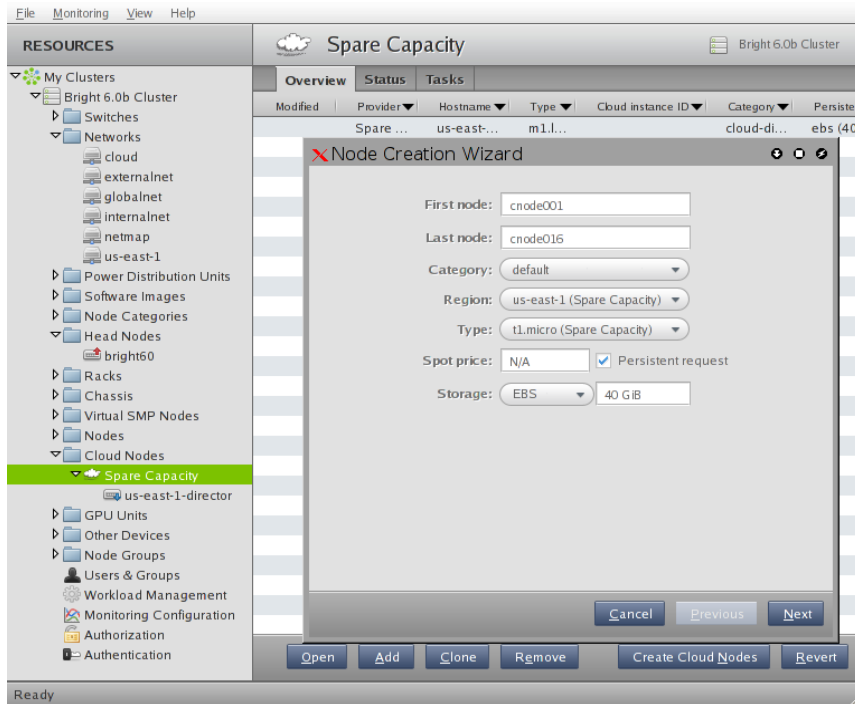 File Monitoring View Help
RESOURCES
My Clusters
Bright 6.0b Cluster
Switches
Networks
cloud
externalnet
globalnet
internalnet
netmap
us-east-1
Power Distribution Units
Software Images
Node Categories
Head Nodes
bright60
Racks
Chassis
Virtual SMP Nodes
Nodes
Cloud Nodes
Spare Capacity
us-east-1-director
GPU Units
Other Devices
Node Groups
Users & Groups
Workload Management
Monitoring Configuration
Authorization
Authentication
Spare Capacity Bright 6.0b Cluster
Overview Status Tasks
Modified Provider Hostname Type Cloud instance ID Category Persiste
Spare ... us-east-... m1.l... cloud-di... ebs (40
Node Creation Wizard
First node: cnode001
Last node: cnode016
Category: default
Region: us-east-1 (Spare Capacity)
Type: t1.micro (Spare Capacity)
Spot price: N/A Persistent request
Storage: EBS 40 GiB
Cancel Previous Next
Open Add Clone Remove Create Cloud Nodes Revert
Ready